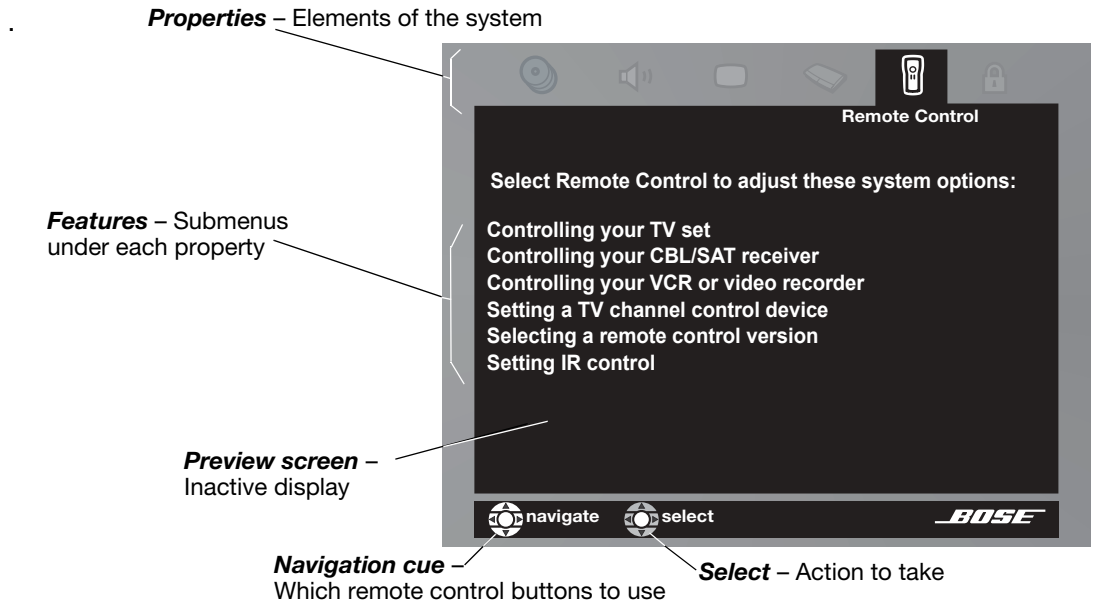 Properties – Elements of the system
.
Remote Control
Select Remote Control to adjust these system options:
Features – Submenus
under each property
Controlling your TV set
Controlling your CBL/SAT receiver
Controlling your VCR or video recorder
Setting a TV channel control device
Selecting a remote control version
Setting IR control
Preview screen –
Inactive display
navigate
select
BOSE
Navigation cue –
Which remote control buttons to use
Select – Action to take